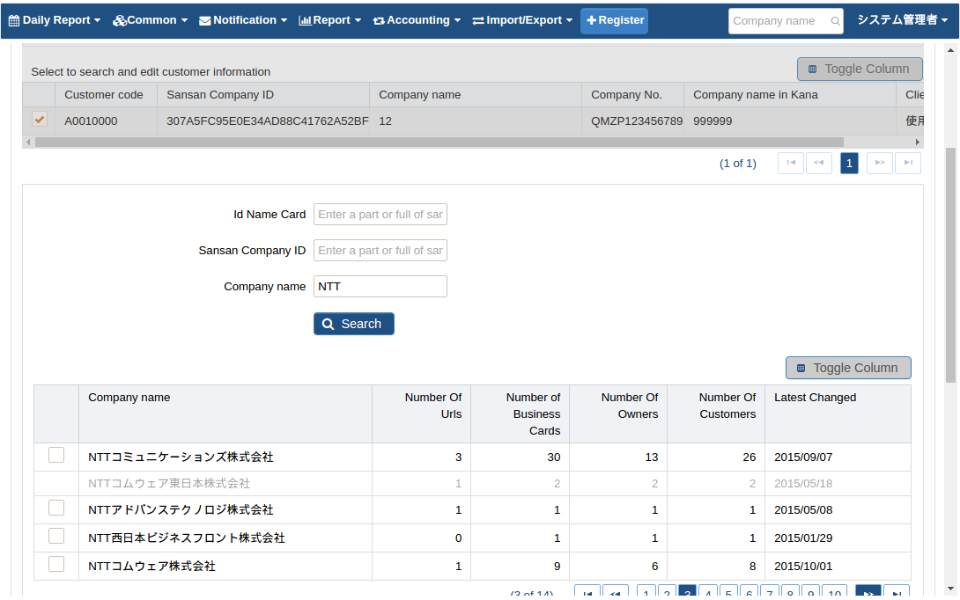 Daily Report Common Notification Report Accounting Import/Export Register Company name システム管理者
Select to search and edit customer information Toggle Column
Customer code Sansan Company ID Company name Company No. Company name in Kana Clie
A0010000 307A5FC95E0E34AD88C41762A52BF 12 QMZP123456789 999999 使用
(1 of 1) 1
Id Name Card Enter a part or full of sar
Sansan Company ID Enter a part or full of sar
Company name NTT
Search
Toggle Column
Company name Number Of Number of Number Of Number Of Latest Changed
Urls Business Owners Customers
Cards
NTTコミュニケーションズ株式会社 3 30 13 26 2015/09/07
NTTコムウェア東日本株式会社 1 2 2 2 2015/05/18
NTTアドバンステクノロジ株式会社 1 1 1 1 2015/05/08
NTT西日本ビジネスフロント株式会社 0 1 1 1 2015/01/29
NTTコムウェア株式会社 1 9 6 8 2015/10/01
(3 of 14) 1 2 3 4 5 6 7 8 9 10